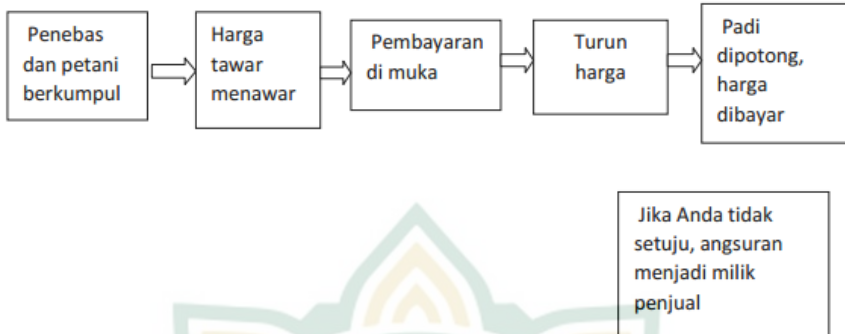 Penebas
dan petani
berkumpul
Harga
tawar
menawar
Pembayaran
di muka
Turun
harga
Padi
dipotong,
harga
dibayar
Jika Anda tidak
setuju, angsuran
menjadi milik
penjual